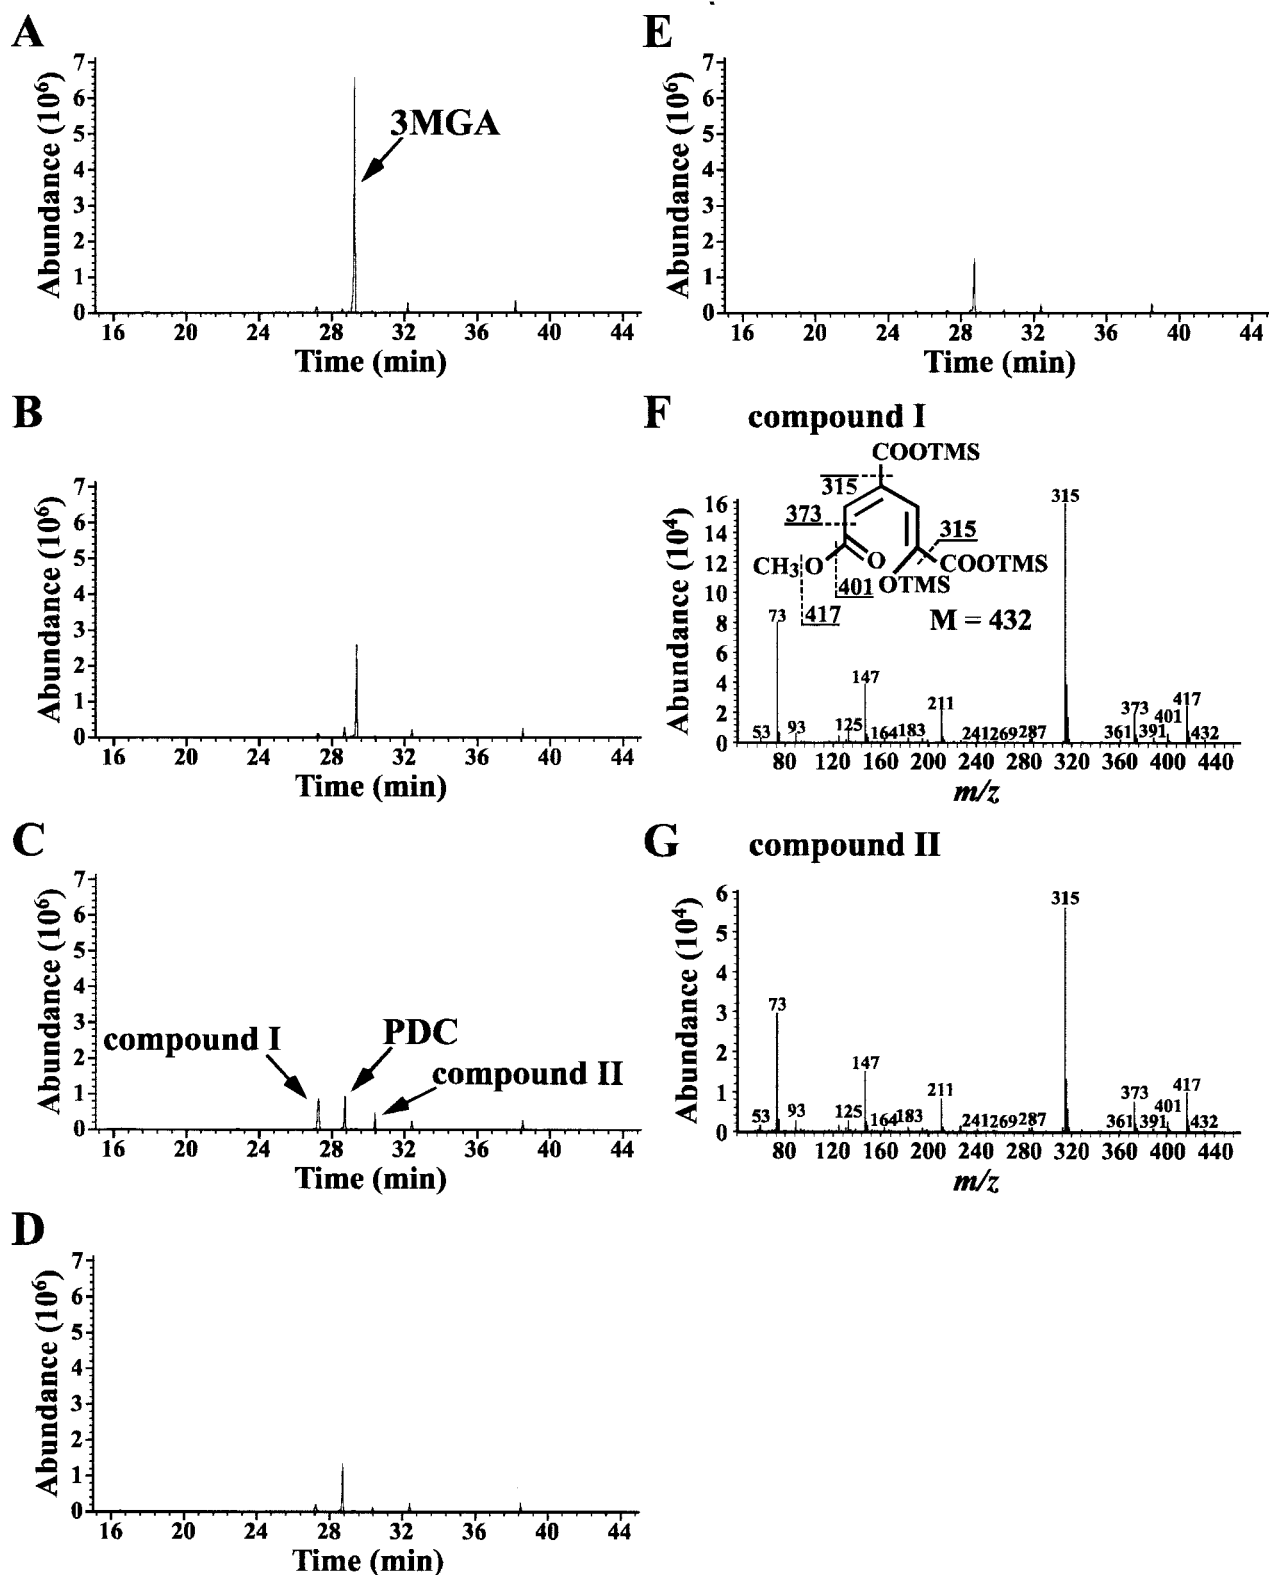 A
Abundance (10⁶)
7
6
5
4
3
2
1
0
3MGA
16 20 24 28 32 36 40 44
Time (min)
E
Abundance (10⁶)
7
6
5
4
3
2
1
0
16 20 24 28 32 36 40 44
Time (min)
B
Abundance (10⁶)
7
6
5
4
3
2
1
0
16 20 24 28 32 36 40 44
Time (min)
F compound I
Abundance (10⁴)
16
14
12
10
8
6
4
2
0
COOTMS
315
373
315
CH3 O
O
COOTMS
OTMS
401
417
M = 432
315
73
147
211
53 93 125 164 183 241 269 287 361 373 391 401 417 432
80 120 160 200 240 280 320 360 400 440
m/z
C
Abundance (10⁶)
7
6
5
4
3
2
1
0
compound I
PDC
compound II
16 20 24 28 32 36 40 44
Time (min)
G compound II
Abundance (10⁴)
6
5
4
3
2
1
0
315
73
147
211
53 93 125 164 183 241 269 287 361 373 391 401 417 432
80 120 160 200 240 280 320 360 400 440
m/z
D
Abundance (10⁶)
7
6
5
4
3
2
1
0
16 20 24 28 32 36 40 44
Time (min)